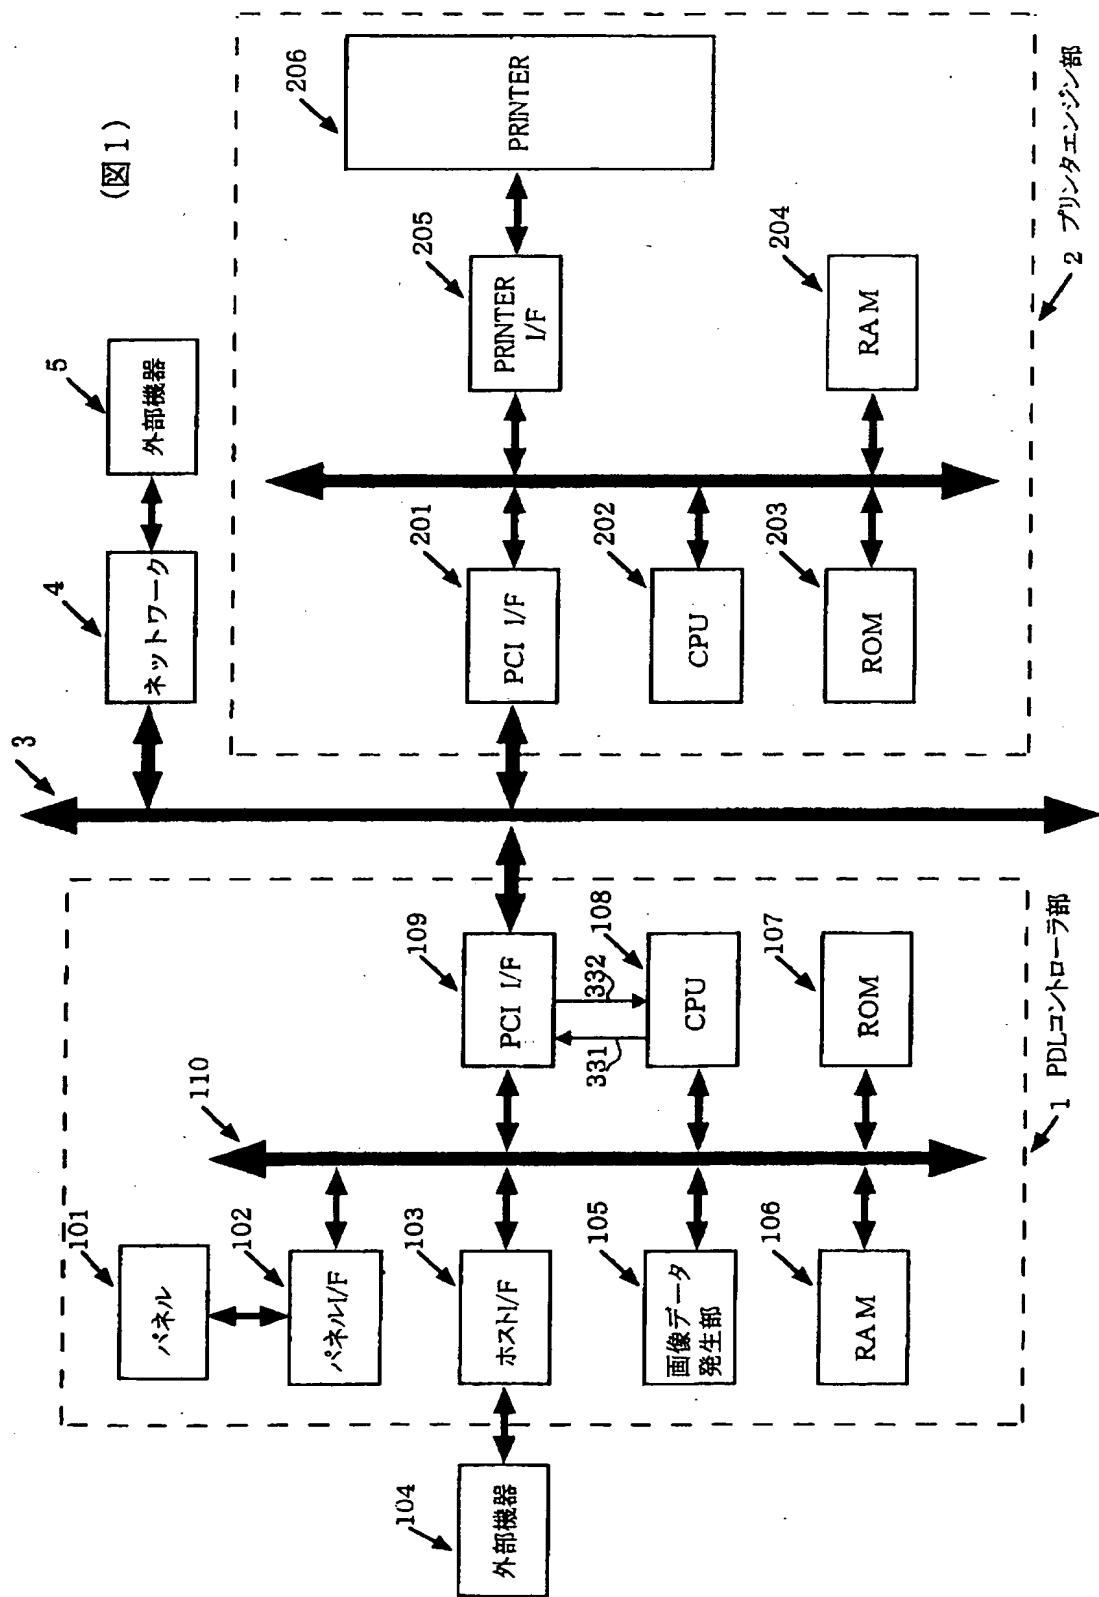 (図1)
104
外部機器
101
パネル
102
パネルI/F
103
ホストI/F
105
画像データ
発生部
106
RAM
110
109
PCI I/F
331
332
108
CPU
107
ROM
1 PDLコントローラ部
3
4
ネットワーク
5
外部機器
201
PCI I/F
202
CPU
203
ROM
205
PRINTER
I/F
204
RAM
206
PRINTER
2 プリンタエンジン部